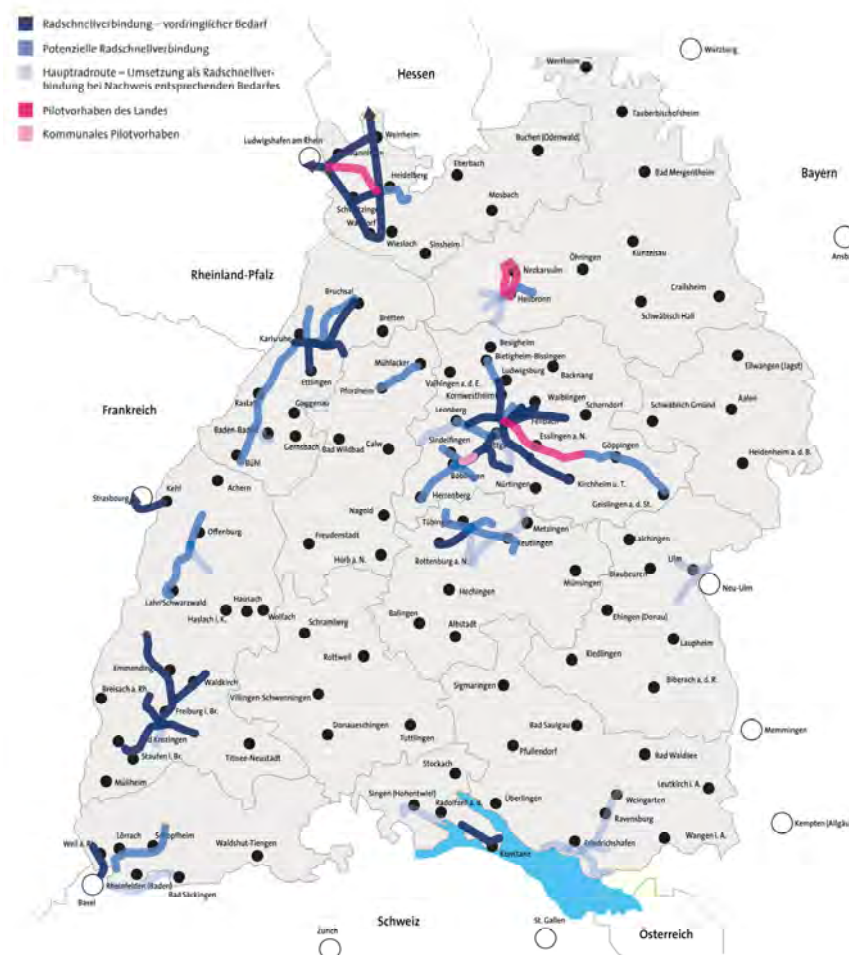 Radschnellverbindung – vordringlicher Bedarf
Potenzielle Radschnellverbindung
Hauptradroute – Umsetzung als Radschnellver-
bindung bei Nachweis entsprechenden Bedarfes
Pilotvorhaben des Landes
Kommunales Pilotvorhaben
Würzburg
Hessen
Wertheim
Tauberbischofsheim
Weinheim
Ludwigshafen am Rhein
Buchen (Odenwald)
Eberbach
Heidelberg
Bad Mergentheim
Bayern
Mosbach
Wiesloch
Sinsheim
Künzelsau
Öhringen
Neckarsulm
Rheinland-Pfalz
Crailsheim
Heilbronn
Schwäbisch Hall
Bruchsal
Bretten
Karlsruhe
Besigheim
Bietigheim-Bissingen
Ellwangen (Jagst)
Mühlacker
Ludwigsburg
Backnang
Ettlingen
Vaihingen a. d. E.
Pforzheim
Kornwestheim
Waiblingen
Gaggenau
Leonberg
Schorndorf
Schwäbisch Gmünd
Aalen
Frankreich
Esslingen a. N.
Gernsbach
Bad Wildbad
Calw
Sindelfingen
Göppingen
Heidenheim a. d. B.
Bühl
Böblingen
Strasbourg
Kehl
Achern
Herrenberg
Nürtingen
Kirchheim u. T.
Geislingen a. d. St.
Nagold
Offenburg
Freudenstadt
Metzingen
Reutlingen
Laichingen
Ulm
Horb a. N.
Rottenburg a. N.
Münsingen
Blaubeuren
Neu-Ulm
Hechingen
Lahr/Schwarzwald
Hausach
Haslach i. K.
Wolfach
Schramberg
Balingen
Albstadt
Ehingen (Donau)
Laupheim
Rottweil
Riedlingen
Emmendingen
Waldkirch
Breisach a. Rh.
Villingen-Schwenningen
Sigmaringen
Biberach a. d. R.
Freiburg i. Br.
Donaueschingen
Tuttlingen
Bad Saulgau
Memmingen
Staufen i. Br.
Titisee-Neustadt
Pfullendorf
Bad Waldsee
Müllheim
Stockach
Leutkirch i. A.
Singen (Hohentwiel)
Überlingen
Weingarten
Ravensburg
Kempten (Allgäu
Lörrach
Schopfheim
Waldshut-Tiengen
Friedrichshafen
Wangen i. A.
Konstanz
Rheinfelden (Baden)
Bad Säckingen
Basel
Schweiz
St. Gallen
Zürich
Österreich